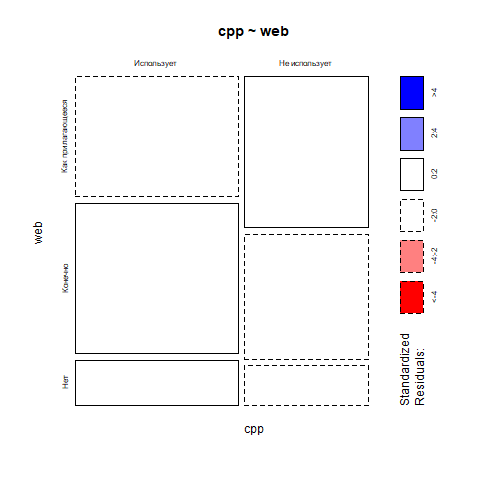 cpp ~ web
Использует
Не использует
Как прилагающееся
Конечно
Нет
web
cpp
>4
2:4
0:2
-2:0
-4:-2
<-4
Standardized
Residuals: